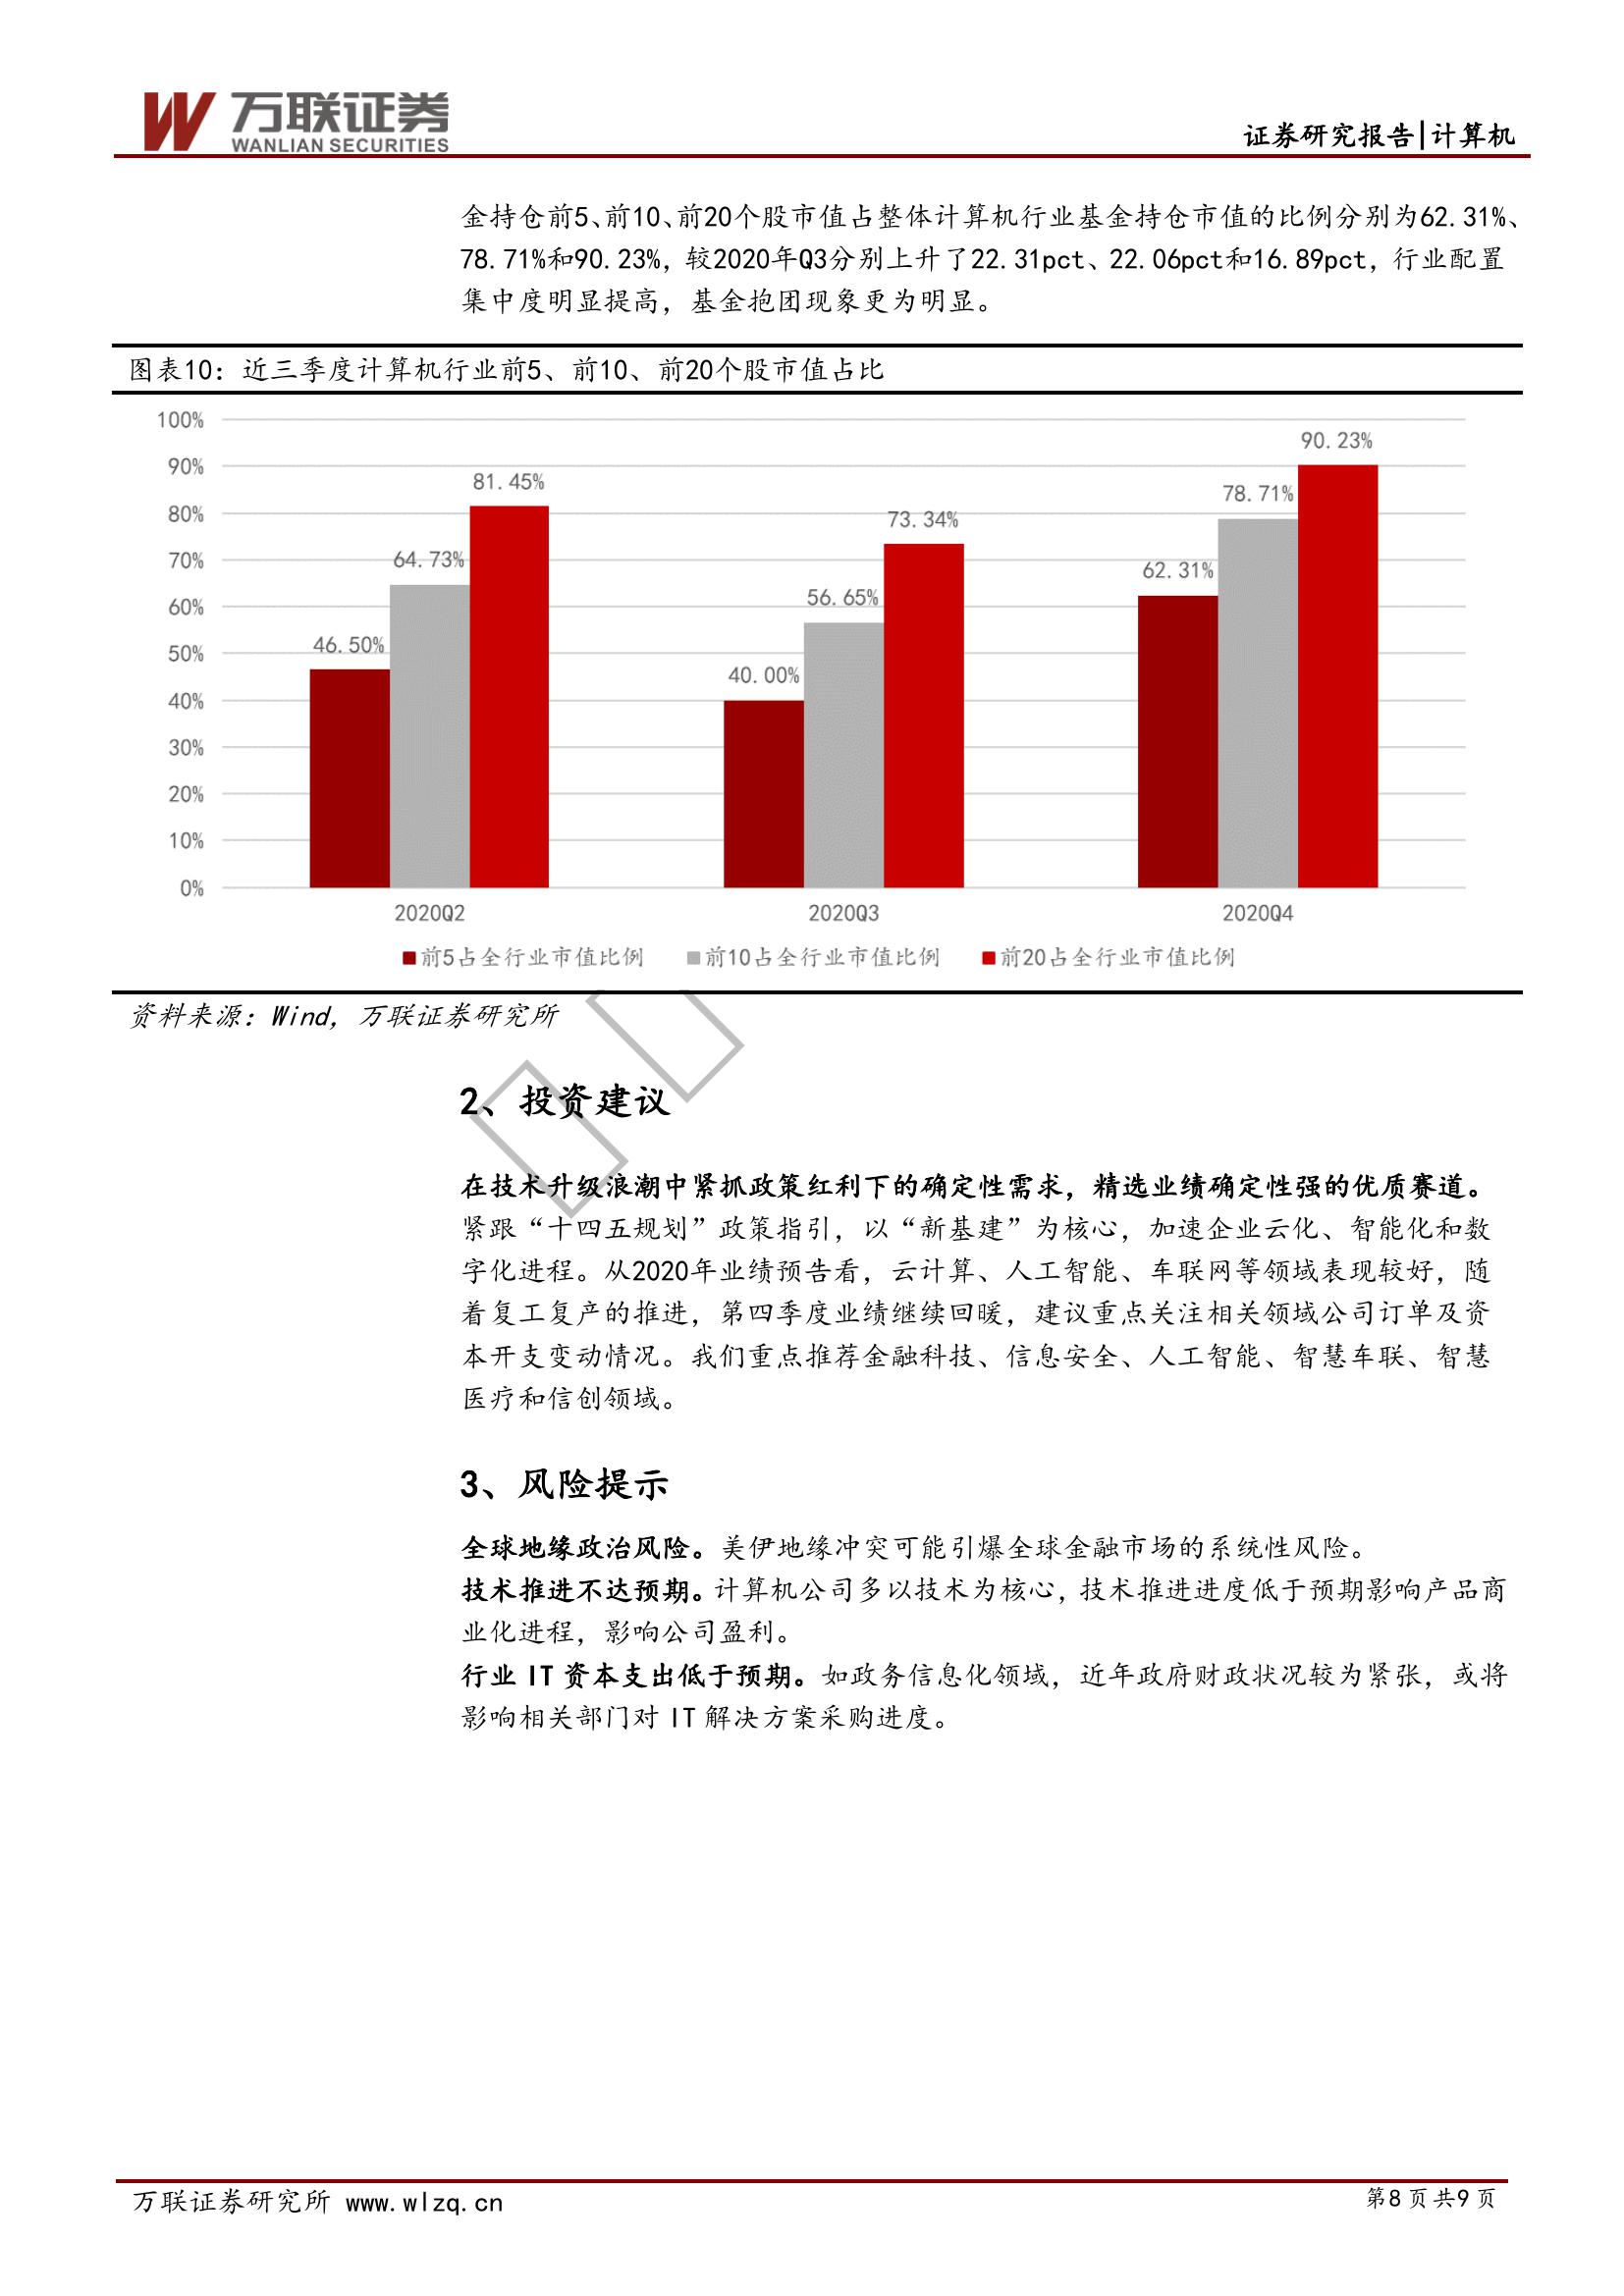 万联证券
WANLIAN SECURITIES
证券研究报告|计算机
金持仓前5、前10、前20个股市值占整体计算机行业基金持仓市值的比例分别为62.31%、
78.71%和90.23%，较2020年Q3分别上升了22.31pct、22.06pct和16.89pct，行业配置
集中度明显提高，基金抱团现象更为明显。
图表10：近三季度计算机行业前5、前10、前20个股市值占比
100%
90%
80%
70%
60%
50%
40%
30%
20%
10%
0%
46.50%
64.73%
81.45%
40.00%
56.65%
73.34%
62.31%
78.71%
90.23%
2020Q2 2020Q3 2020Q4
前5占全行业市值比例 前10占全行业市值比例 前20占全行业市值比例
资料来源：Wind，万联证券研究所
2、投资建议
在技术升级浪潮中紧抓政策红利下的确定性需求，精选业绩确定性强的优质赛道。
紧跟“十四五规划”政策指引，以“新基建”为核心，加速企业云化、智能化和数
字化进程。从2020年业绩预告看，云计算、人工智能、车联网等领域表现较好，随
着复工复产的推进，第四季度业绩继续回暖，建议重点关注相关领域公司订单及资
本开支变动情况。我们重点推荐金融科技、信息安全、人工智能、智慧车联、智慧
医疗和信创领域。
3、风险提示
全球地缘政治风险。美伊地缘冲突可能引爆全球金融市场的系统性风险。
技术推进不达预期。计算机公司多以技术为核心，技术推进进度低于预期影响产品商
业化进程，影响公司盈利。
行业 IT 资本支出低于预期。如政务信息化领域，近年政府财政状况较为紧张，或将
影响相关部门对 IT 解决方案采购进度。
万联证券研究所 www.wlzq.cn
第8页共9页